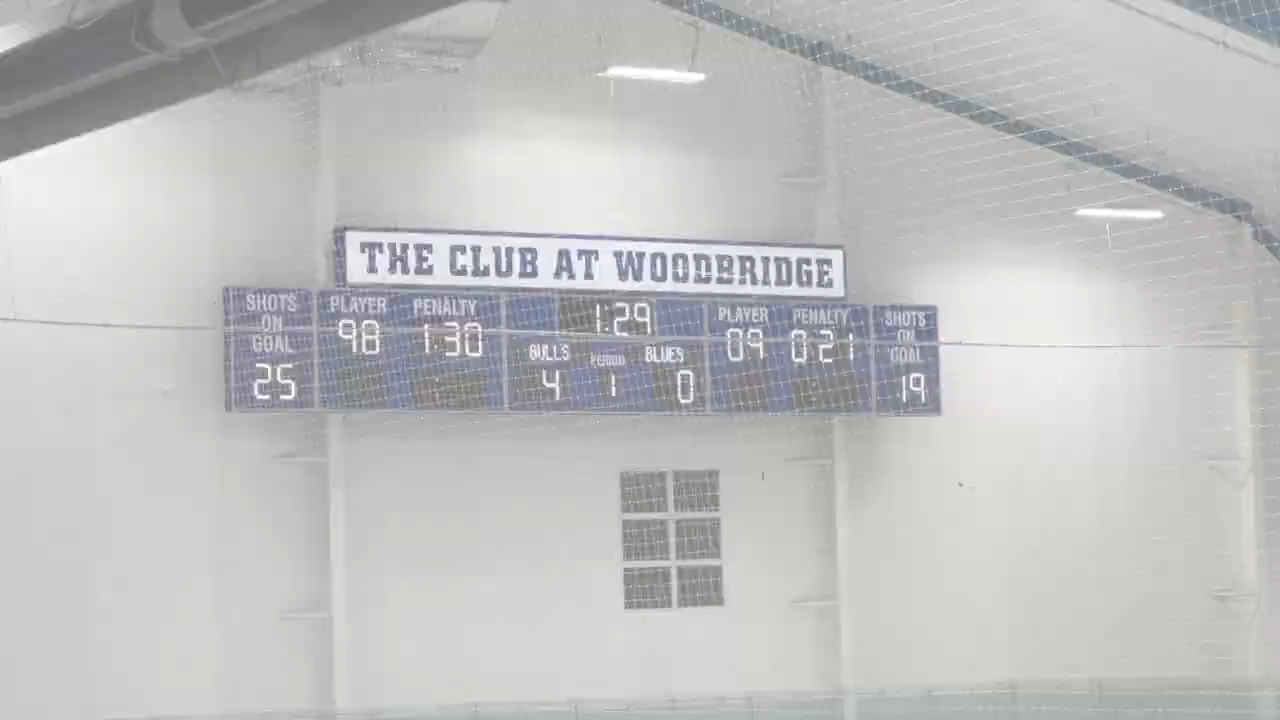 THE CLUB AT WOODBRIDGE
SHOTS ON GOAL
25
PLAYER PENALTY
98 1:30
1:29
BULLS PERIOD BLUES
4 1 0
PLAYER PENALTY
09 0:21
SHOTS ON GOAL
19